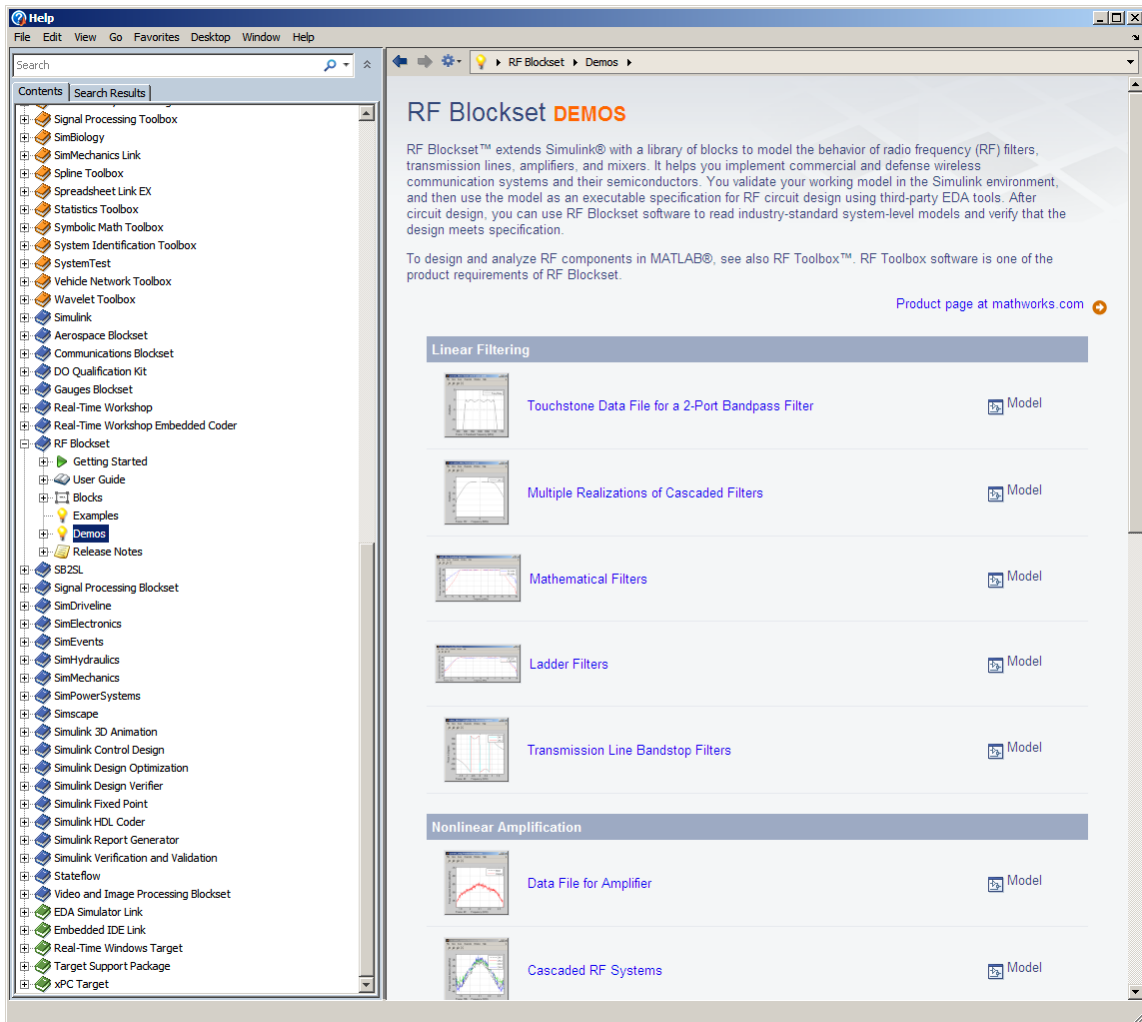 Help
File Edit View Go Favorites Desktop Window Help
Search
Contents Search Results
Signal Processing Toolbox
SimBiology
SimMechanics Link
Spline Toolbox
Spreadsheet Link EX
Statistics Toolbox
Symbolic Math Toolbox
System Identification Toolbox
SystemTest
Vehicle Network Toolbox
Wavelet Toolbox
Simulink
Aerospace Blockset
Communications Blockset
DO Qualification Kit
Gauges Blockset
Real-Time Workshop
Real-Time Workshop Embedded Coder
RF Blockset
Getting Started
User Guide
Blocks
Examples
Demos
Release Notes
SB2SL
Signal Processing Blockset
SimDriveline
SimElectronics
SimEvents
SimHydraulics
SimMechanics
SimPowerSystems
Simscape
Simulink 3D Animation
Simulink Control Design
Simulink Design Optimization
Simulink Design Verifier
Simulink Fixed Point
Simulink HDL Coder
Simulink Report Generator
Simulink Verification and Validation
Stateflow
Video and Image Processing Blockset
EDA Simulator Link
Embedded IDE Link
Real-Time Windows Target
Target Support Package
xPC Target
RF Blockset Demos
RF Blockset DEMOS
RF Blockset™ extends Simulink® with a library of blocks to model the behavior of radio frequency (RF) filters,
transmission lines, amplifiers, and mixers. It helps you implement commercial and defense wireless
communication systems and their semiconductors. You validate your working model in the Simulink environment,
and then use the model as an executable specification for RF circuit design using third-party EDA tools. After
circuit design, you can use RF Blockset software to read industry-standard system-level models and verify that the
design meets specification.
To design and analyze RF components in MATLAB®, see also RF Toolbox™. RF Toolbox software is one of the
product requirements of RF Blockset.
Product page at mathworks.com
Linear Filtering
Touchstone Data File for a 2-Port Bandpass Filter Model
Multiple Realizations of Cascaded Filters Model
Mathematical Filters Model
Ladder Filters Model
Transmission Line Bandstop Filters Model
Nonlinear Amplification
Data File for Amplifier Model
Cascaded RF Systems Model